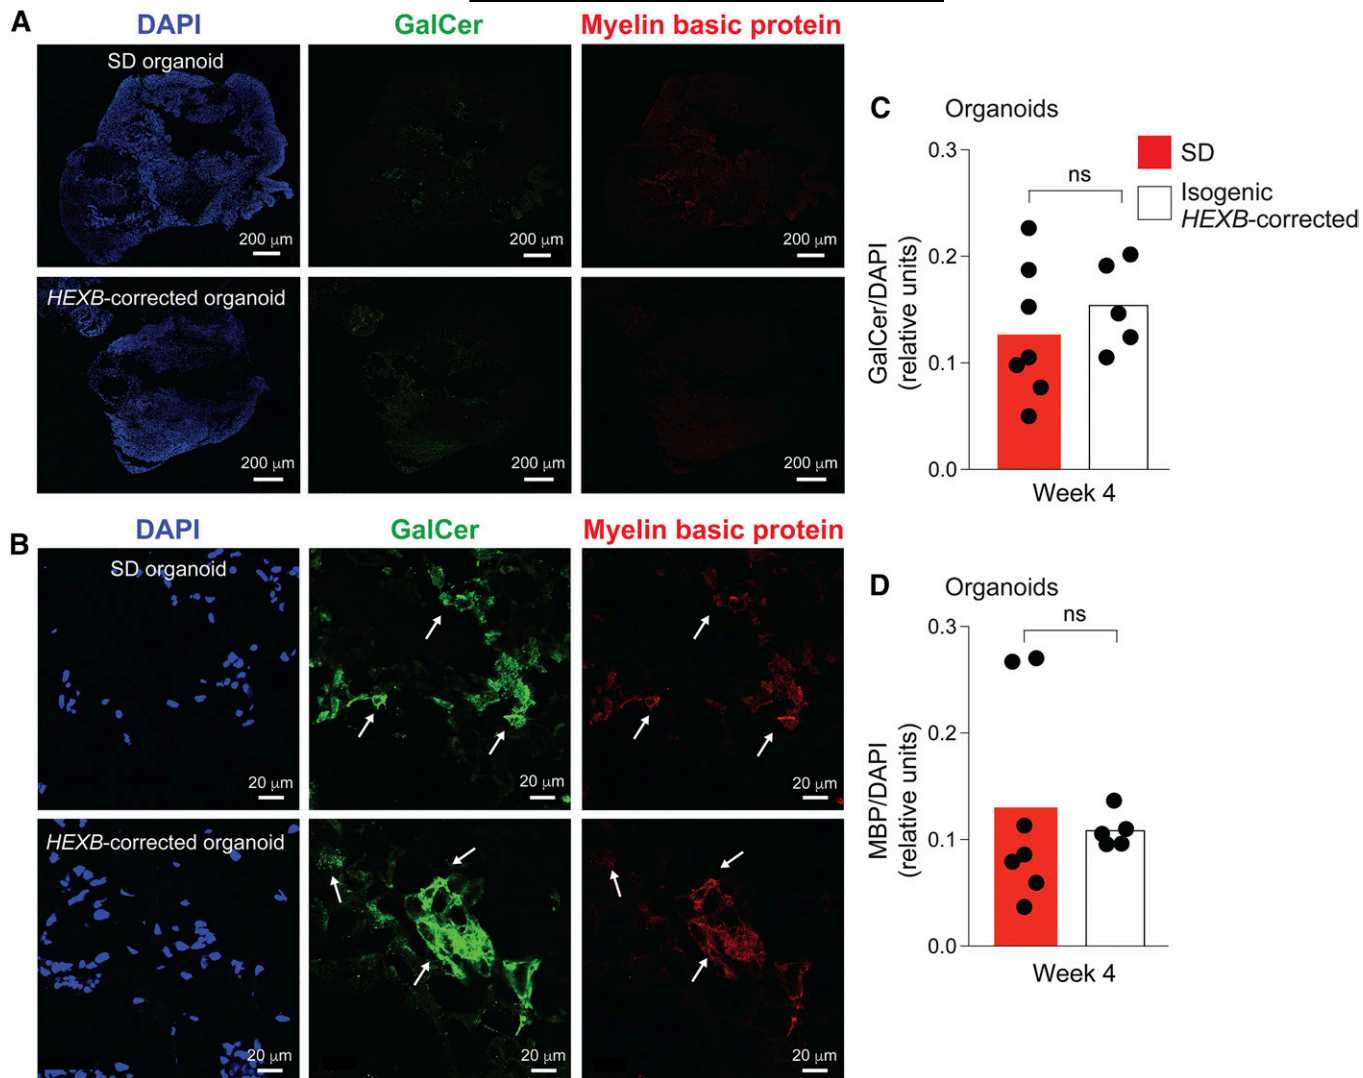 A
DAPI
GalCer
Myelin basic protein
SD organoid
200 µm
200 µm
200 µm
HEXB-corrected organoid
200 µm
200 µm
200 µm
B
DAPI
GalCer
Myelin basic protein
SD organoid
20 µm
20 µm
20 µm
HEXB-corrected organoid
20 µm
20 µm
20 µm
C
Organoids
0.3
0.2
0.1
0.0
GalCer/DAPI
(relative units)
ns
SD
Isogenic
HEXB-corrected
Week 4
D
Organoids
0.3
0.2
0.1
0.0
MBP/DAPI
(relative units)
ns
Week 4